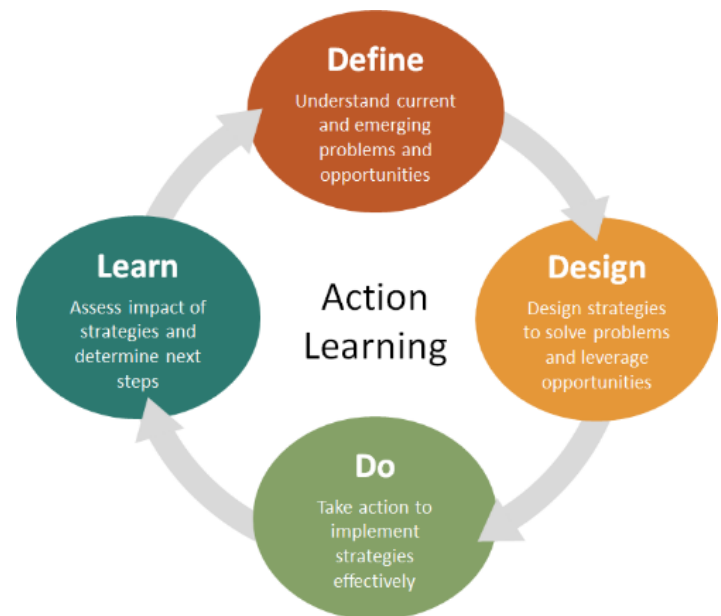 Define
Understand current
and emerging
problems and
opportunities
Learn
Assess impact of
strategies and
determine next
steps
Action
Learning
Design
Design strategies
to solve problems
and leverage
opportunities
Do
Take action to
implement
strategies
effectively